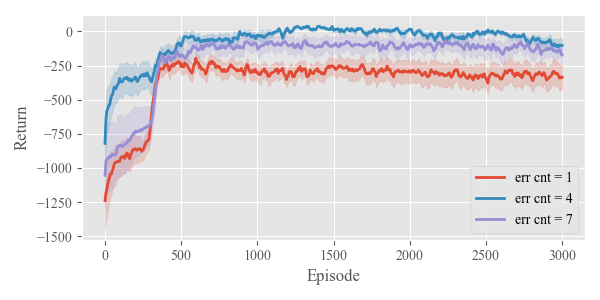 0
−250
−500
−750
−1000
−1250
−1500
Return
0
500
1000
1500
2000
2500
3000
Episode
err cnt = 1
err cnt = 4
err cnt = 7